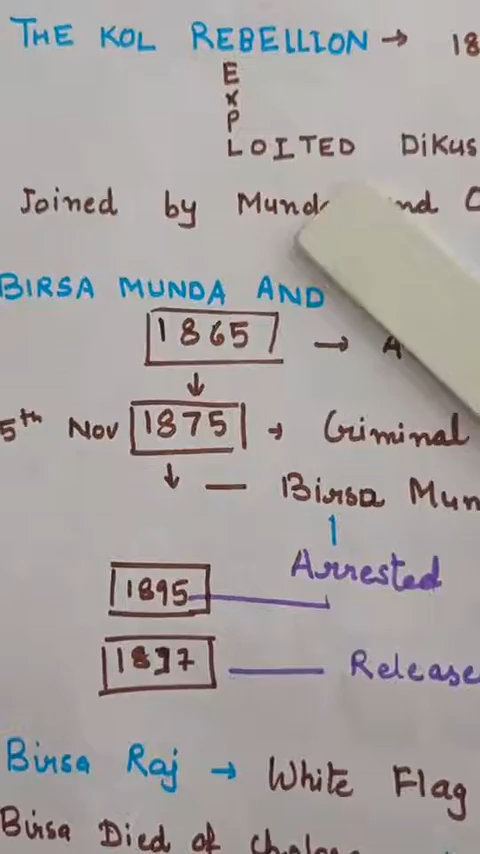 THE KOL REBELLION → 18
E
X
P
LOITED DIKUS
Joined by Mund nd
BIRSA MUNDA AND
1865 → A
↓
5th Nov 1875 → Criminal
↓ — Birsa Mun
Arrested
1895
1897 — Release
Birsa Raj → White Flag
Birsa Died of